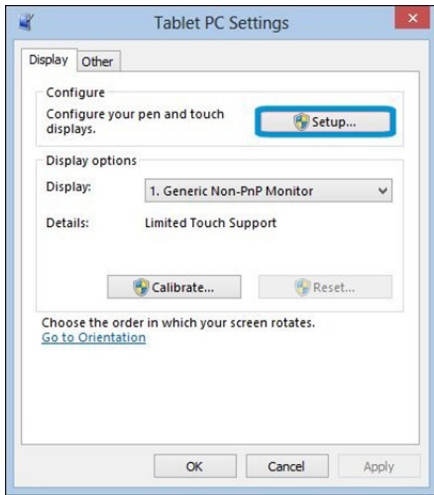 Tablet PC Settings
Display
Other
Configure
Configure your pen and touch
displays.
Setup...
Display options
Display:
1. Generic Non-PnP Monitor
Details:
Limited Touch Support
Calibrate...
Reset...
Choose the order in which your screen rotates.
Go to Orientation
OK
Cancel
Apply